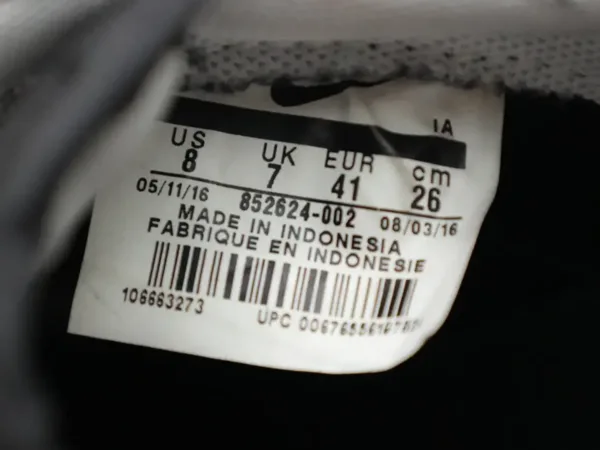 IA
US UK EUR cm
8 7 41 26
05/11/16 852624-002 08/03/16
MADE IN INDONESIA
FABRIQUE EN INDONESIE
106663273
UPC